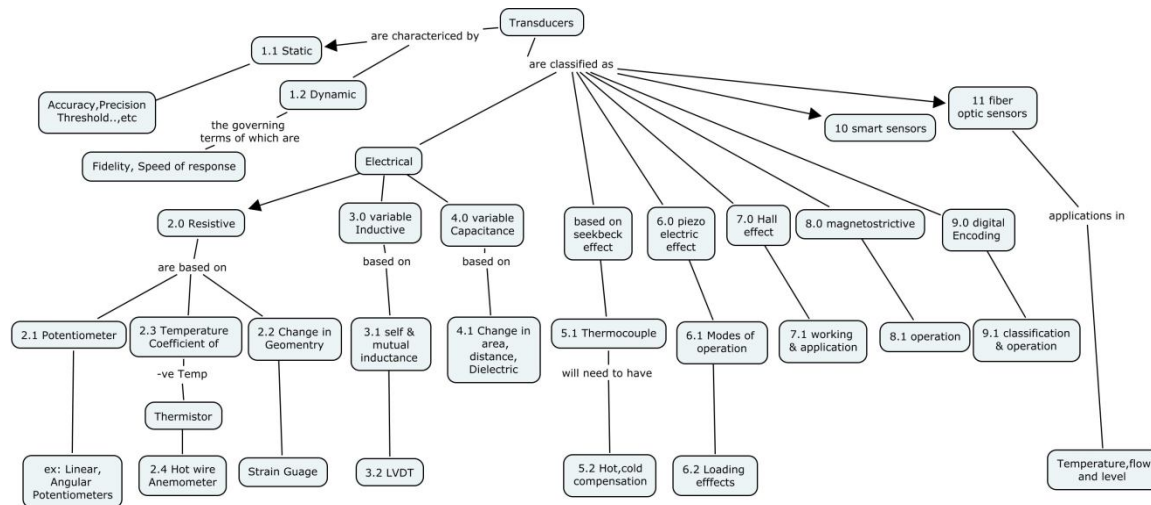 Transducers
are charactericed by
1.1 Static
are classified as
1.2 Dynamic
Accuracy,Precision
Threshold..,etc
11 fiber
optic sensors
10 smart sensors
the governing
terms of which are
Fidelity, Speed of response
Electrical
2.0 Resistive
3.0 variable
Inductive
4.0 variable
Capacitance
based on
seekbeck
effect
6.0 piezo
electric
effect
7.0 Hall
effect
8.0 magnetostrictive
9.0 digital
Encoding
applications in
are based on
based on
based on
2.1 Potentiometer
2.3 Temperature
Coefficient of
2.2 Change in
Geomentry
3.1 self &
mutual
inductance
4.1 Change in
area,
distance,
Dielectric
5.1 Thermocouple
6.1 Modes of
operation
7.1 working
& application
8.1 operation
9.1 classification
& operation
-ve Temp
will need to have
Thermistor
ex: Linear,
Angular
Potentiometers
2.4 Hot wire
Anemometer
Strain Guage
3.2 LVDT
5.2 Hot,cold
compensation
6.2 Loading
efffects
Temperature,flow
and level